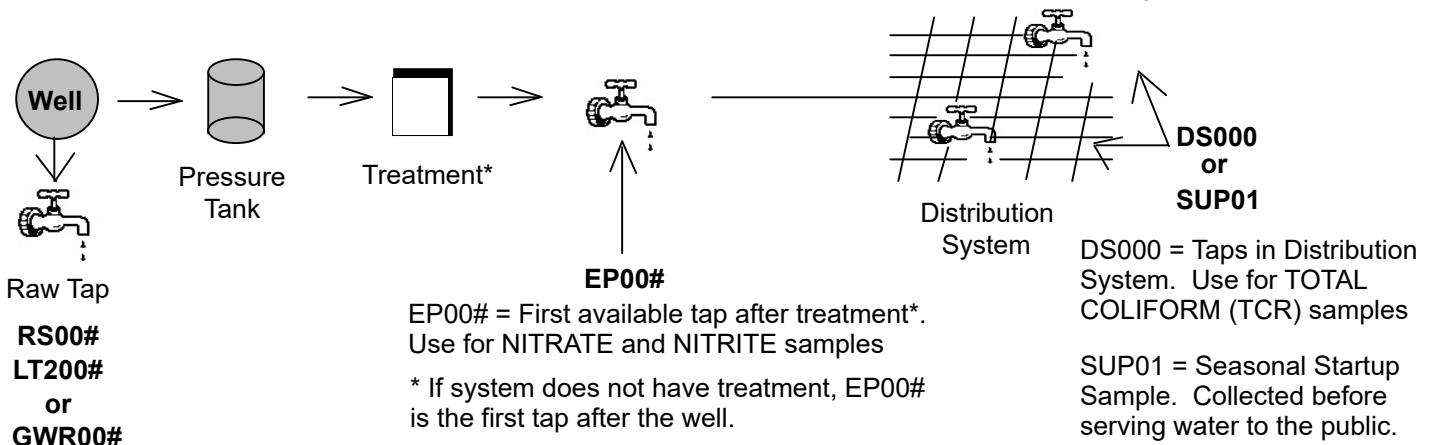 Well
Pressure
Tank
Treatment*
Raw Tap
RS00#
LT200#
or
GWR00#
EP00#
EP00# = First available tap after treatment*.
Use for NITRATE and NITRITE samples
* If system does not have treatment, EP00#
is the first tap after the well.
Distribution
System
DS000
or
SUP01
DS000 = Taps in Distribution
System. Use for TOTAL
COLIFORM (TCR) samples
SUP01 = Seasonal Startup
Sample. Collected before
serving water to the public.